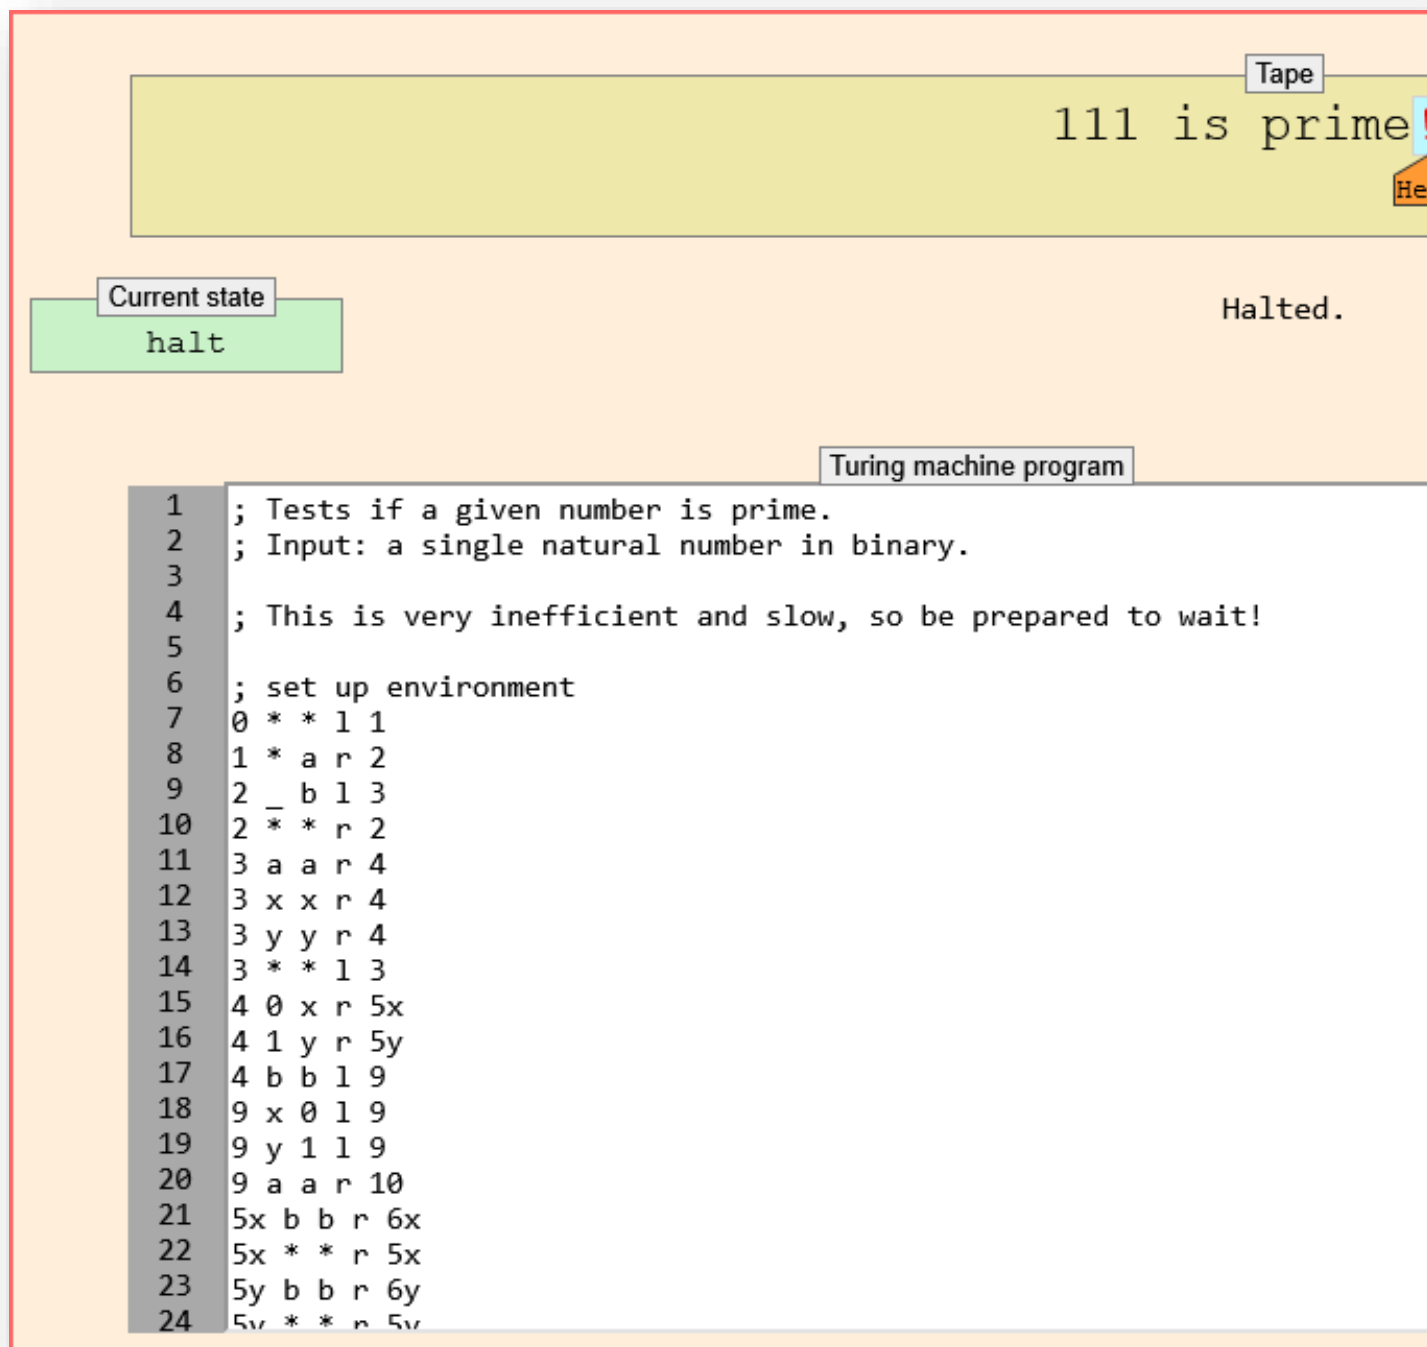 Tape
111 is prime!
He
Current state
halt
Halted.
Turing machine program
1 ; Tests if a given number is prime.
2 ; Input: a single natural number in binary.
3
4 ; This is very inefficient and slow, so be prepared to wait!
5
6 ; set up environment
7 0 * * l 1
8 1 * a r 2
9 2 _ b l 3
10 2 * * r 2
11 3 a a r 4
12 3 x x r 4
13 3 y y r 4
14 3 * * l 3
15 4 0 x r 5x
16 4 1 y r 5y
17 4 b b l 9
18 9 x 0 l 9
19 9 y 1 l 9
20 9 a a r 10
21 5x b b r 6x
22 5x * * r 5x
23 5y b b r 6y
24 5y * * r 5y